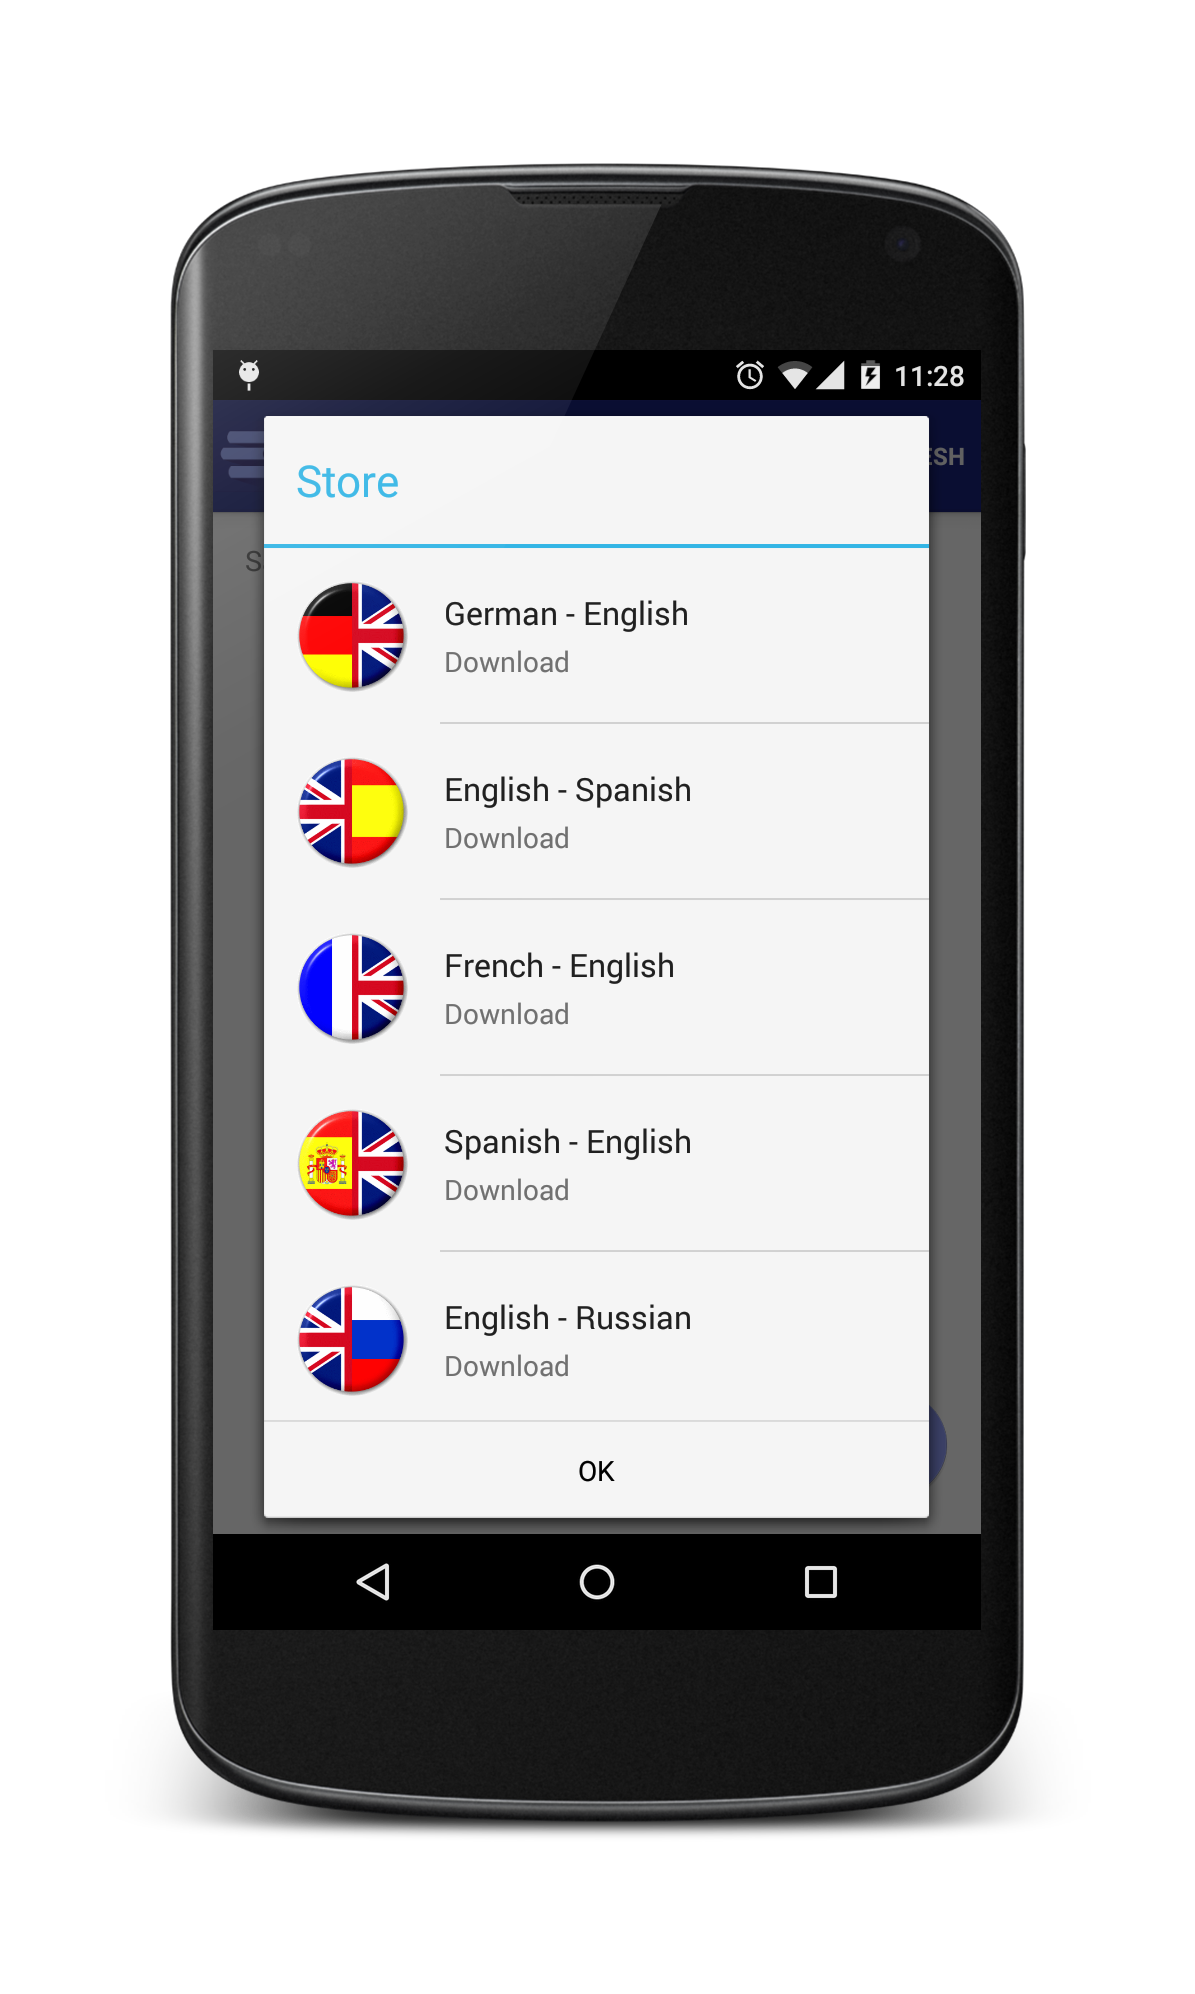 11:28
Store
German - English
Download
English - Spanish
Download
French - English
Download
Spanish - English
Download
English - Russian
Download
OK